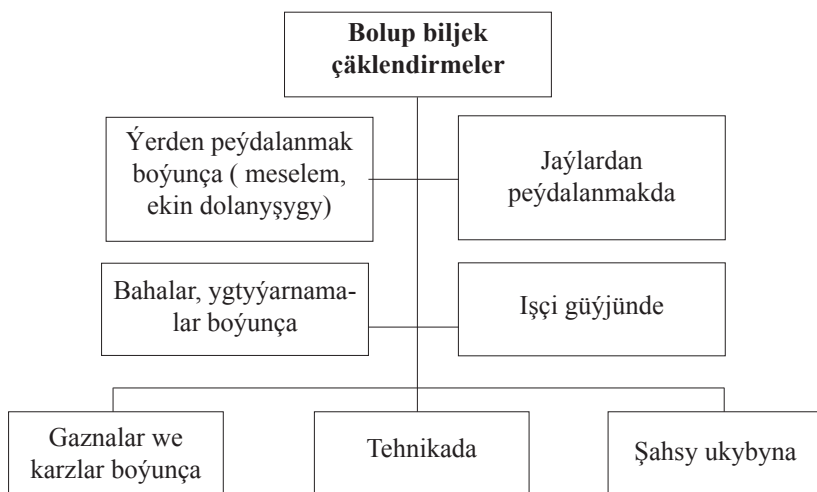 Bolup biljek
çäklendirmeler
Ýerden peýdalanmak
boýunça ( meselem,
ekin dolanyşygy)
Jaýlardan
peýdalanmakda
Bahalar, ygtyýarnama-
lar boýunça
Işçi güýjünde
Gaznalar we
karzlar boýunça
Tehnikada
Şahsy ukybyna